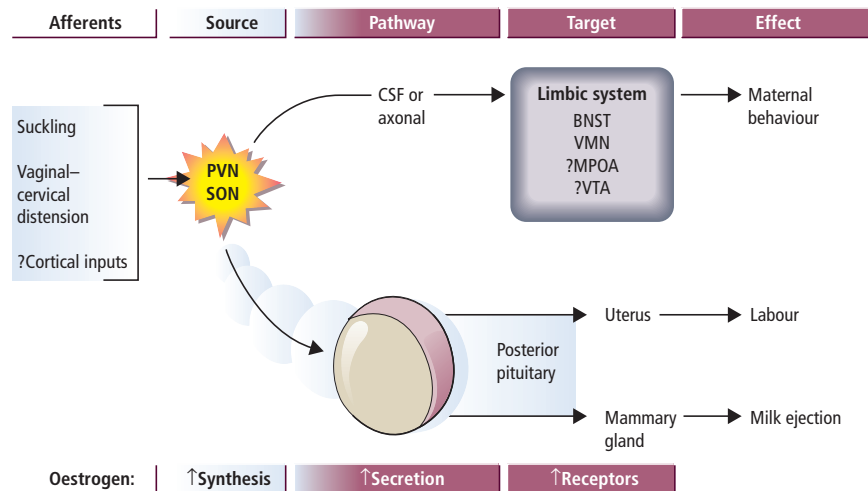 Afferents
Source
Pathway
Target
Effect
Suckling
Vaginal–
cervical
distension
?Cortical inputs
PVN
SON
CSF or
axonal
Limbic system
BNST
VMN
?MPOA
?VTA
Maternal
behaviour
Posterior
pituitary
Uterus
Labour
Mammary
gland
Milk ejection
Oestrogen:
↑Synthesis
↑Secretion
↑Receptors